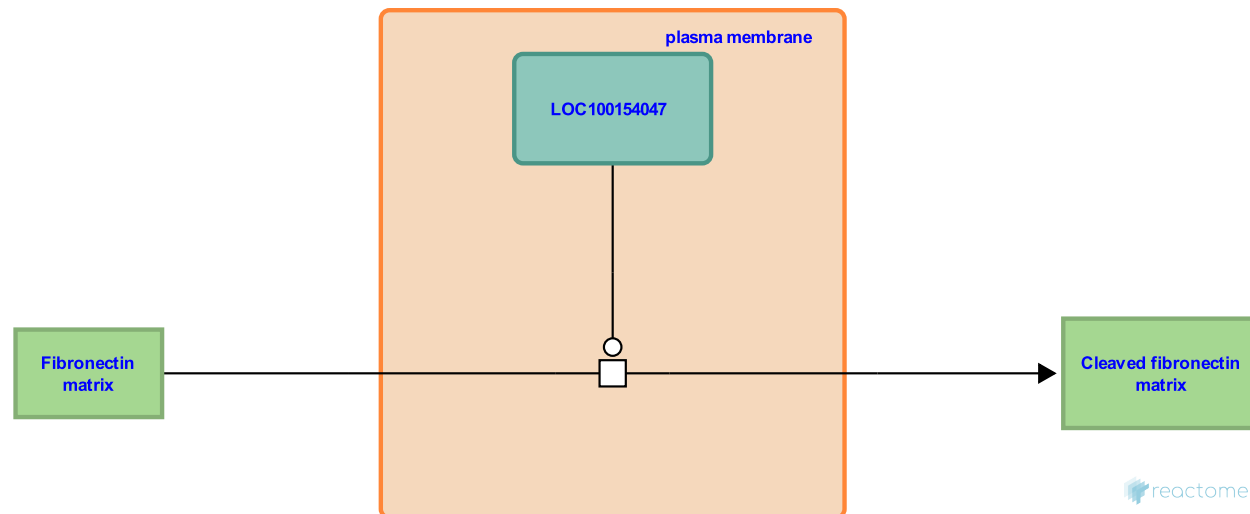 plasma membrane
LOC100154047
Fibronectin
matrix
Cleaved fibronectin
matrix
reactome